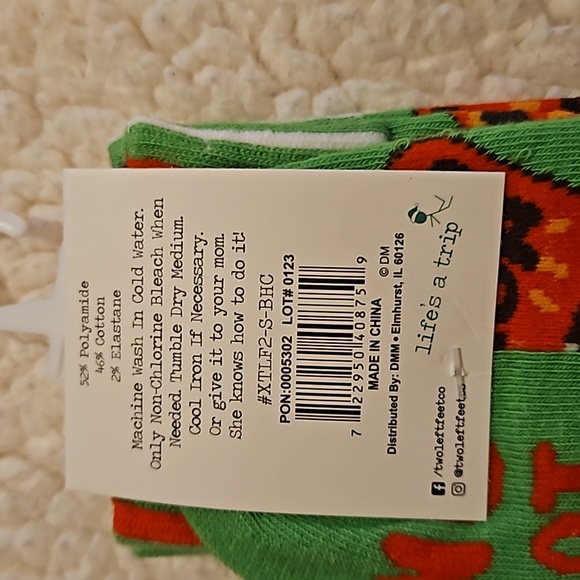 52% Polyamide
46% Cotton
2% Elastane
Machine Wash In Cold Water.
Only Non-Chlorine Bleach When
Needed. Tumble Dry Medium.
Cool Iron If Necessary.
Or give it to your mom.
She knows how to do it!
#XTLF2-S-BHC
PON:0005302 LOT# 0123
7 22950 40875 9
MADE IN CHINA © DM
Distributed By: DMM • Elmhurst, IL 60126
life's a trip
/twoleftfeetco